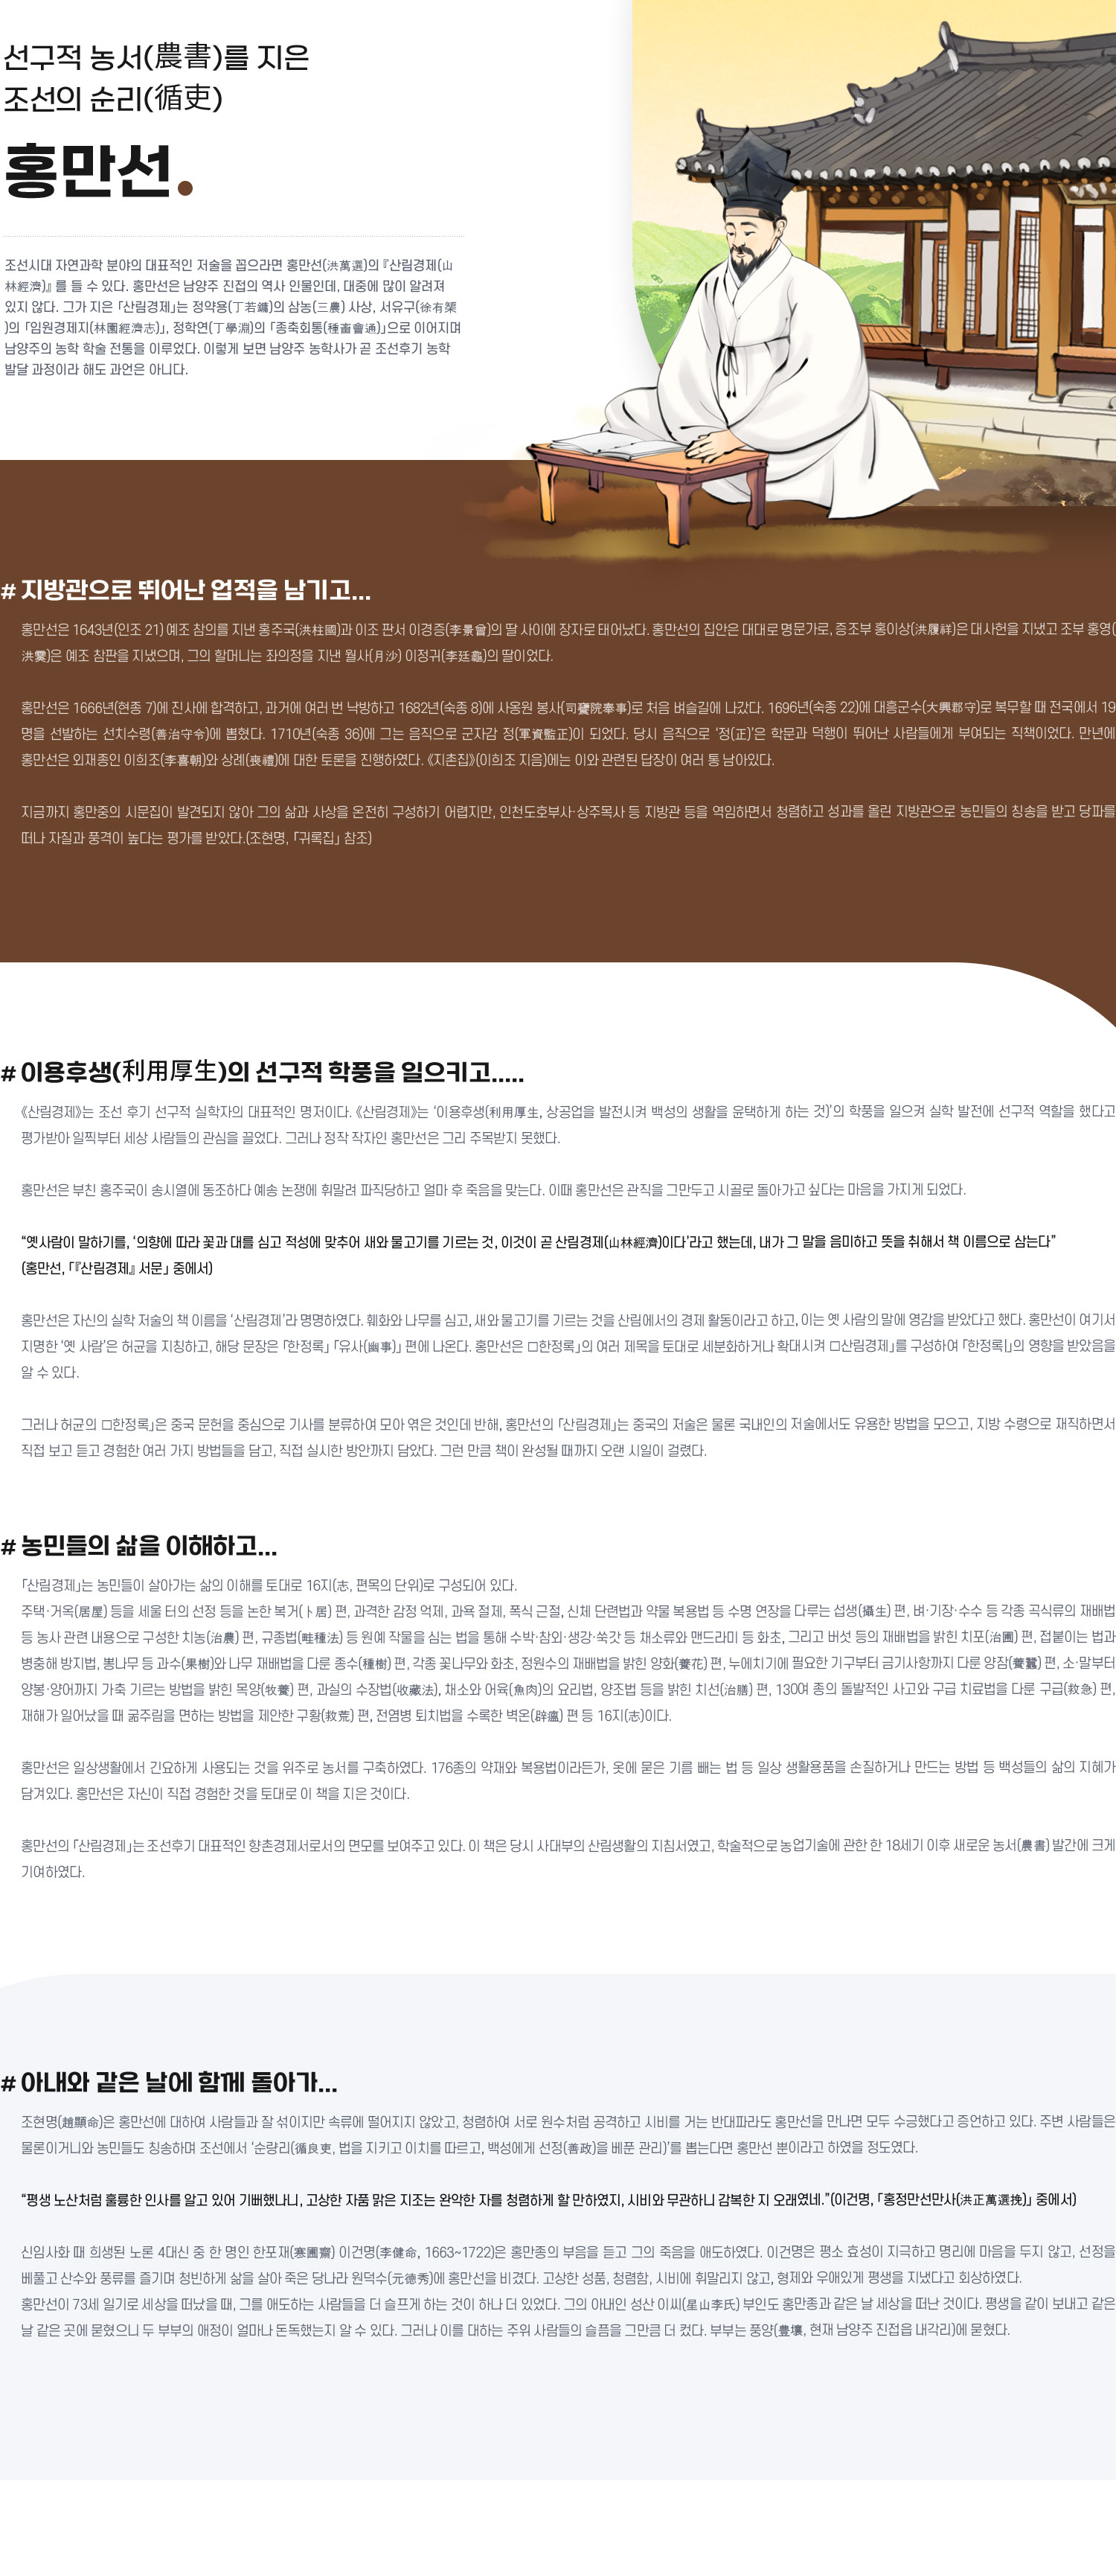 선구적 농서(農書)를 지은
조선의 순리(循吏)
홍만선.
조선시대 자연과학 분야의 대표적인 저술을 꼽으라면 홍만선(洪萬選)의 『산림경제(山
林經濟)』 를 들 수 있다. 홍만선은 남양주 진접의 역사 인물인데, 대중에 많이 알려져
있지 않다. 그가 지은 「산림경제」는 정약용(丁若鏞)의 삼농(三農) 사상, 서유구(徐有榘
)의 「임원경제지(林園經濟志)」, 정학연(丁學淵)의 「종축회통(種畜會通)」으로 이어지며
남양주의 농학 학술 전통을 이루었다. 이렇게 보면 남양주 농학사가 곧 조선후기 농학
발달 과정이라 해도 과언은 아니다.
# 지방관으로 뛰어난 업적을 남기고...
홍만선은 1643년(인조 21) 예조 참의를 지낸 홍주국(洪柱國)과 이조 판서 이경증(李景曾)의 딸 사이에 장자로 태어났다. 홍만선의 집안은 대대로 명문가로, 증조부 홍이상(洪履祥)은 대사헌을 지냈고 조부 홍영(
洪霙)은 예조 참판을 지냈으며, 그의 할머니는 좌의정을 지낸 월사(月沙) 이정귀(李廷龜)의 딸이었다.
홍만선은 1666년(현종 7)에 진사에 합격하고, 과거에 여러 번 낙방하고 1682년(숙종 8)에 사옹원 봉사(司饔院奉事)로 처음 벼슬길에 나갔다. 1696년(숙종 22)에 대흥군수(大興郡守)로 복무할 때 전국에서 19
명을 선발하는 선치수령(善治守令)에 뽑혔다. 1710년(숙종 36)에 그는 음직으로 군자감 정(軍資監正)이 되었다. 당시 음직으로 ‘정(正)’은 학문과 덕행이 뛰어난 사람들에게 부여되는 직책이었다. 만년에
홍만선은 외재종인 이희조(李喜朝)와 상례(喪禮)에 대한 토론을 진행하였다. 《지촌집》(이희조 지음)에는 이와 관련된 답장이 여러 통 남아있다.
지금까지 홍만중의 시문집이 발견되지 않아 그의 삶과 사상을 온전히 구성하기 어렵지만, 인천도호부사·상주목사 등 지방관 등을 역임하면서 청렴하고 성과를 올린 지방관으로 농민들의 칭송을 받고 당파를
떠나 자질과 풍격이 높다는 평가를 받았다.(조현명, 「귀록집」 참조)
# 이용후생(利用厚生)의 선구적 학풍을 일으키고.....
《산림경제》는 조선 후기 선구적 실학자의 대표적인 명저이다. 《산림경제》는 ‘이용후생(利用厚生, 상공업을 발전시켜 백성의 생활을 윤택하게 하는 것)’의 학풍을 일으켜 실학 발전에 선구적 역할을 했다고
평가받아 일찍부터 세상 사람들의 관심을 끌었다. 그러나 정작 작자인 홍만선은 그리 주목받지 못했다.
홍만선은 부친 홍주국이 송시열에 동조하다 예송 논쟁에 휘말려 파직당하고 얼마 후 죽음을 맞는다. 이때 홍만선은 관직을 그만두고 시골로 돌아가고 싶다는 마음을 가지게 되었다.
“옛사람이 말하기를, ‘의향에 따라 꽃과 대를 심고 적성에 맞추어 새와 물고기를 기르는 것, 이것이 곧 산림경제(山林經濟)이다’라고 했는데, 내가 그 말을 음미하고 뜻을 취해서 책 이름으로 삼는다”
(홍만선, 「『산림경제』 서문」 중에서)
홍만선은 자신의 실학 저술의 책 이름을 ‘산림경제’라 명명하였다. 훼화와 나무를 심고, 새와 물고기를 기르는 것을 산림에서의 경제 활동이라고 하고, 이는 옛 사람의 말에 영감을 받았다고 했다. 홍만선이 여기서
지명한 ‘옛 사람’은 허균을 지칭하고, 해당 문장은 「한정록」 「유사(幽事)」 편에 나온다. 홍만선은 □한정록」의 여러 제목을 토대로 세분화하거나 확대시켜 □산림경제」를 구성하여 「한정록|」의 영향을 받았음을
알 수 있다.
그러나 허균의 □한정록」은 중국 문헌을 중심으로 기사를 분류하여 모아 엮은 것인데 반해, 홍만선의 「산림경제」는 중국의 저술은 물론 국내인의 저술에서도 유용한 방법을 모으고, 지방 수령으로 재직하면서
직접 보고 듣고 경험한 여러 가지 방법들을 담고, 직접 실시한 방안까지 담았다. 그런 만큼 책이 완성될 때까지 오랜 시일이 걸렸다.
# 농민들의 삶을 이해하고...
「산림경제」는 농민들이 살아가는 삶의 이해를 토대로 16지(志, 편목의 단위)로 구성되어 있다.
주택·거옥(居屋) 등을 세울 터의 선정 등을 논한 복거(卜居) 편, 과격한 감정 억제, 과욕 절제, 폭식 근절, 신체 단련법과 약물 복용법 등 수명 연장을 다루는 섭생(攝生) 편, 벼·기장·수수 등 각종 곡식류의 재배법
등 농사 관련 내용으로 구성한 치농(治農) 편, 규종법(畦種法) 등 원예 작물을 심는 법을 통해 수박·참외·생강·쑥갓 등 채소류와 맨드라미 등 화초, 그리고 버섯 등의 재배법을 밝힌 치포(治圃) 편, 접붙이는 법과
병충해 방지법, 뽕나무 등 과수(果樹)와 나무 재배법을 다룬 종수(種樹) 편, 각종 꽃나무와 화초, 정원수의 재배법을 밝힌 양화(養花) 편, 누에치기에 필요한 기구부터 금기사항까지 다룬 양잠(養蠶) 편, 소·말부터
양봉·양어까지 가축 기르는 방법을 밝힌 목양(牧養) 편, 과실의 수장법(收藏法), 채소와 어육(魚肉)의 요리법, 양조법 등을 밝힌 치선(治膳) 편, 130여 종의 돌발적인 사고와 구급 치료법을 다룬 구급(救急) 편,
재해가 일어났을 때 굶주림을 면하는 방법을 제안한 구황(救荒) 편, 전염병 퇴치법을 수록한 벽온(辟瘟) 편 등 16지(志)이다.
홍만선은 일상생활에서 긴요하게 사용되는 것을 위주로 농서를 구축하였다. 176종의 약재와 복용법이라든가, 옷에 묻은 기름 빼는 법 등 일상 생활용품을 손질하거나 만드는 방법 등 백성들의 삶의 지혜가
담겨있다. 홍만선은 자신이 직접 경험한 것을 토대로 이 책을 지은 것이다.
홍만선의 「산림경제」는 조선후기 대표적인 향촌경제서로서의 면모를 보여주고 있다. 이 책은 당시 사대부의 산림생활의 지침서였고, 학술적으로 농업기술에 관한 한 18세기 이후 새로운 농서(農書) 발간에 크게
기여하였다.
# 아내와 같은 날에 함께 돌아가...
조현명(趙顯命)은 홍만선에 대하여 사람들과 잘 섞이지만 속류에 떨어지지 않았고, 청렴하여 서로 원수처럼 공격하고 시비를 거는 반대파라도 홍만선을 만나면 모두 수긍했다고 증언하고 있다. 주변 사람들은
물론이거니와 농민들도 칭송하며 조선에서 ‘순량리(循良吏, 법을 지키고 이치를 따르고, 백성에게 선정(善政)을 베푼 관리)’를 뽑는다면 홍만선 뿐이라고 하였을 정도였다.
“평생 노산처럼 훌륭한 인사를 알고 있어 기뻐했나니, 고상한 자품 맑은 지조는 완악한 자를 청렴하게 할 만하였지, 시비와 무관하니 감복한 지 오래였네.”(이건명, 「홍정만선만사(洪正萬選挽)」 중에서)
신임사화 때 희생된 노론 4대신 중 한 명인 한포재(寒圃齋) 이건명(李健命, 1663~1722)은 홍만종의 부음을 듣고 그의 죽음을 애도하였다. 이건명은 평소 효성이 지극하고 명리에 마음을 두지 않고, 선정을
베풀고 산수와 풍류를 즐기며 청빈하게 삶을 살아 죽은 당나라 원덕수(元德秀)에 홍만선을 비겼다. 고상한 성품, 청렴함, 시비에 휘말리지 않고, 형제와 우애있게 평생을 지냈다고 회상하였다.
홍만선이 73세 일기로 세상을 떠났을 때, 그를 애도하는 사람들을 더 슬프게 하는 것이 하나 더 있었다. 그의 아내인 성산 이씨(星山李氏) 부인도 홍만종과 같은 날 세상을 떠난 것이다. 평생을 같이 보내고 같은
날 같은 곳에 묻혔으니 두 부부의 애정이 얼마나 돈독했는지 알 수 있다. 그러나 이를 대하는 주위 사람들의 슬픔을 그만큼 더 컸다. 부부는 풍양(豊壤, 현재 남양주 진접읍 내각리)에 묻혔다.